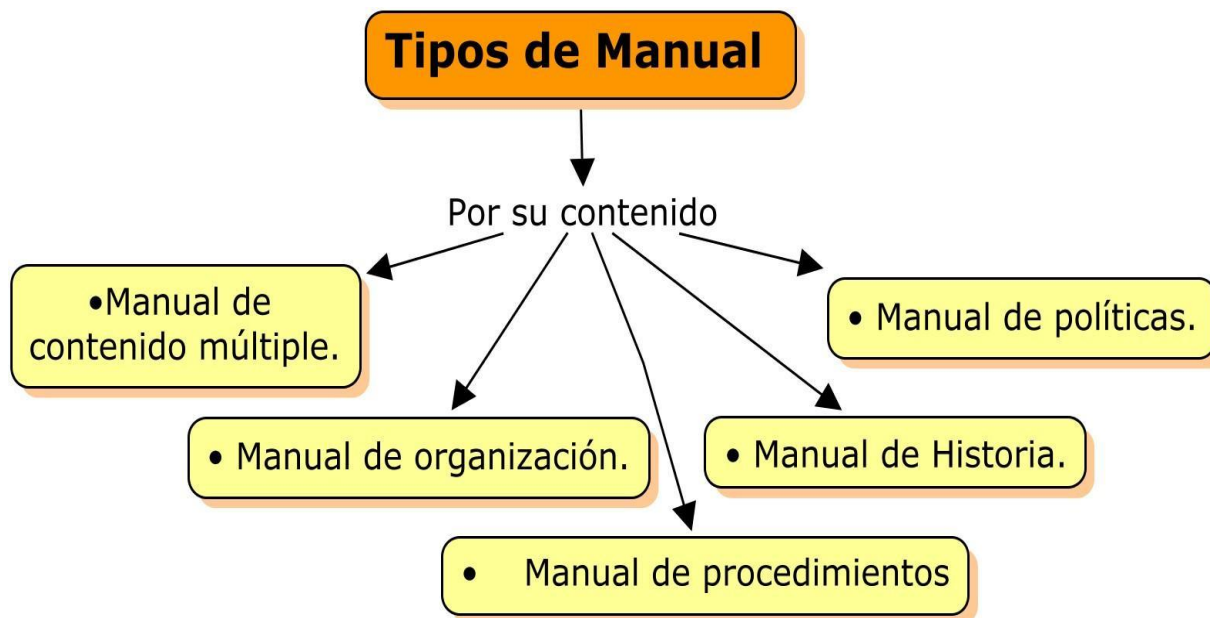 Tipos de Manual
Por su contenido
•Manual de
contenido múltiple.
• Manual de políticas.
• Manual de organización.
• Manual de Historia.
• Manual de procedimientos